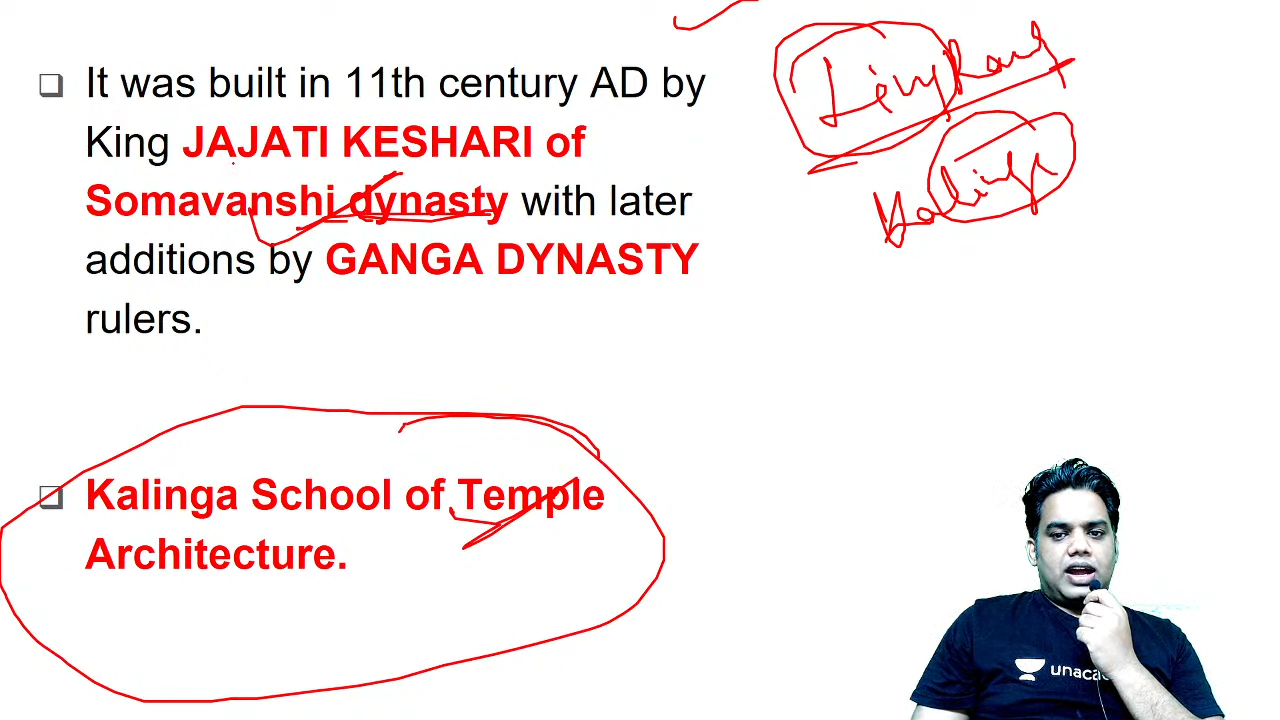 It was built in 11th century AD by
King JAJATI KESHARI of
Somavanshi dynasty with later
additions by GANGA DYNASTY
rulers.
Kalinga School of Temple
Architecture.
LingRaj
Kalinga
unaca